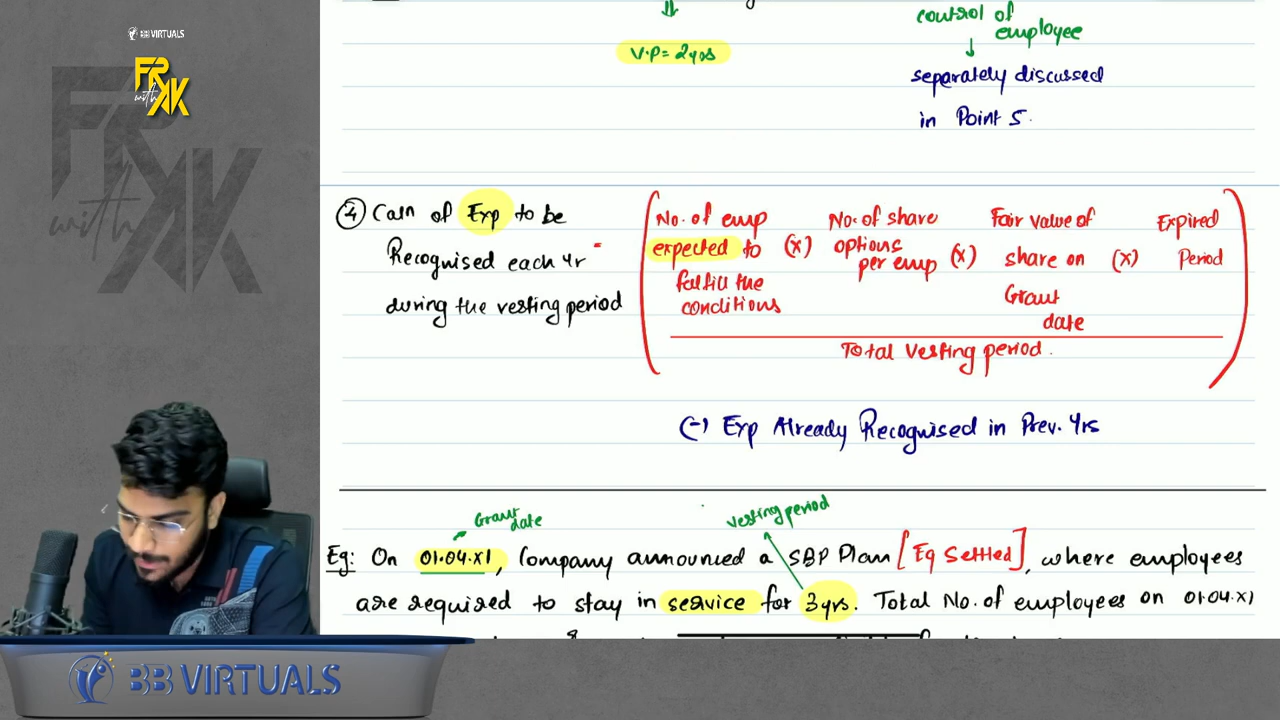 BB VIRTUALS
FR
with
AK
FR
with
AK
V.P = 2yrs
control of
employee
separately discussed
in Point 5.
④ Caln of Exp to be
Recognised each yr
during the vesting period
No. of emp
expected to
fulfill the
conditions
(x)
No. of share
options
per emp
(x)
Fair value of
share on
Grant
date
(x)
Expired
Period
Total Vesting period.
(-) Exp Already Recognised in Prev. Yrs
Grant
date
Vesting period
Eg: On 01.04.X1, Company announced a SBP Plan [Eq Settled], where employees
are required to stay in service for 3yrs. Total No. of employees on 01.04.X1
BB VIRTUALS